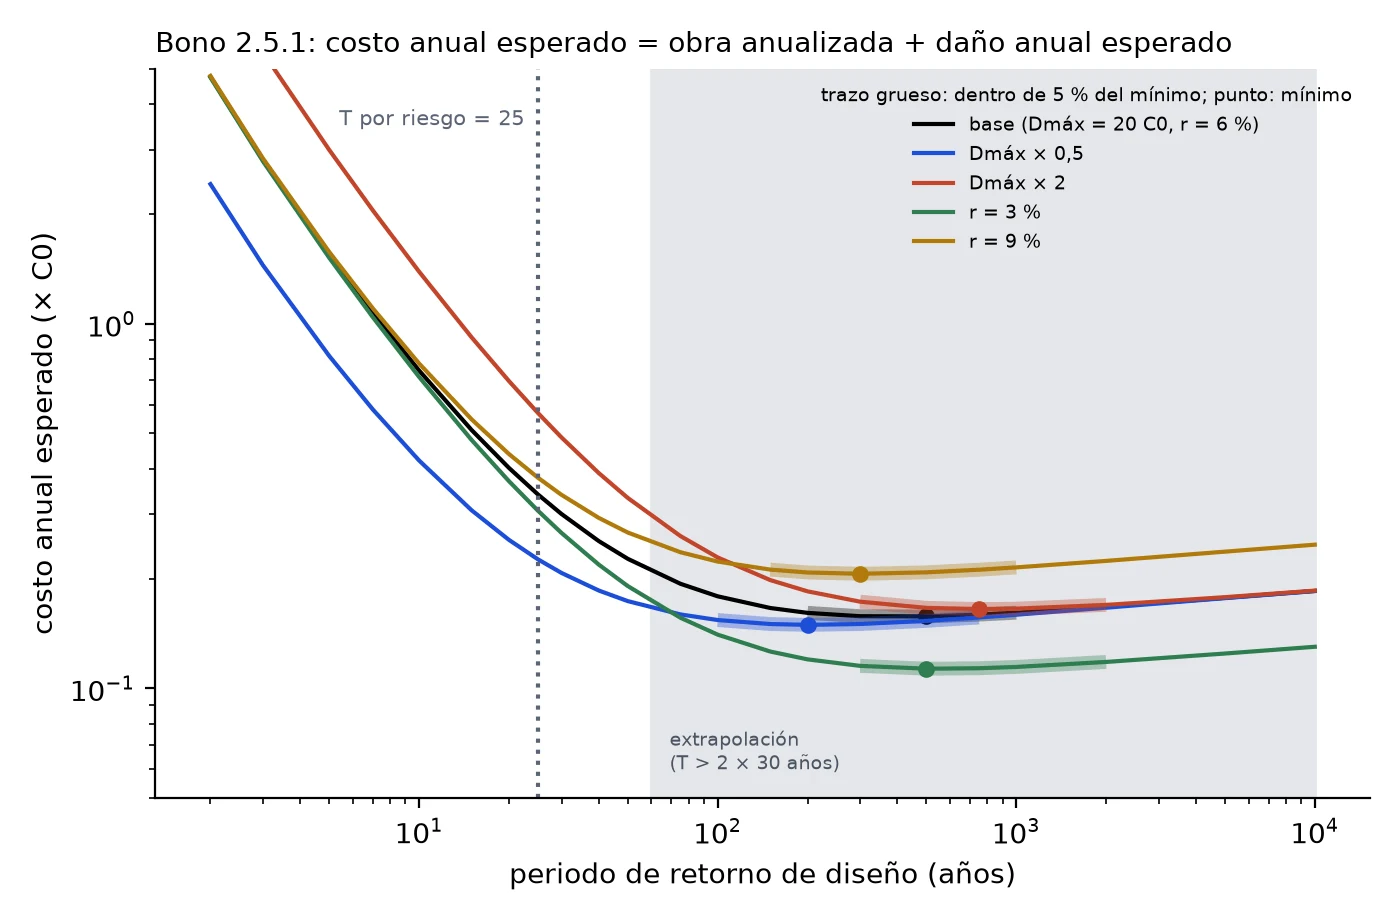 Bono 2.5.1: costo anual esperado = obra anualizada + daño anual esperado
trazo grueso: dentro de 5 % del mínimo; punto: mínimo
base (Dmáx = 20 C0, r = 6 %)
Dmáx × 0,5
Dmáx × 2
r = 3 %
r = 9 %
T por riesgo = 25
costo anual esperado (× C0)
10⁰
10⁻¹
extrapolación
(T > 2 × 30 años)
10¹ 10² 10³ 10⁴
periodo de retorno de diseño (años)